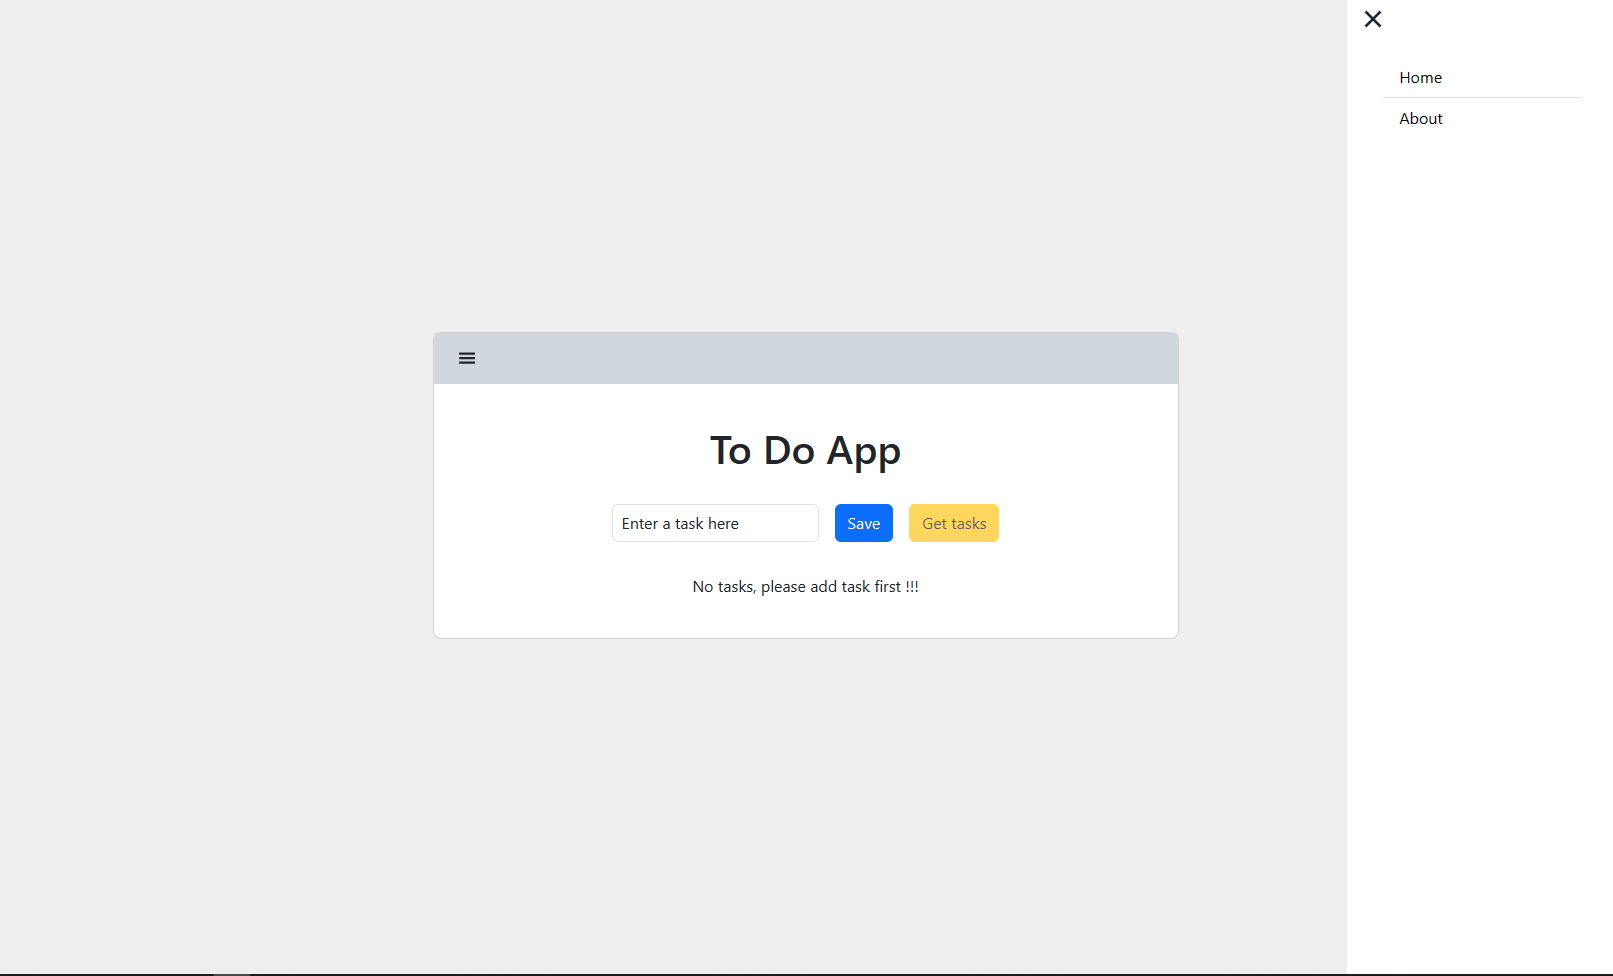 Home
About
To Do App
Enter a task here
Save
Get tasks
No tasks, please add task first !!!